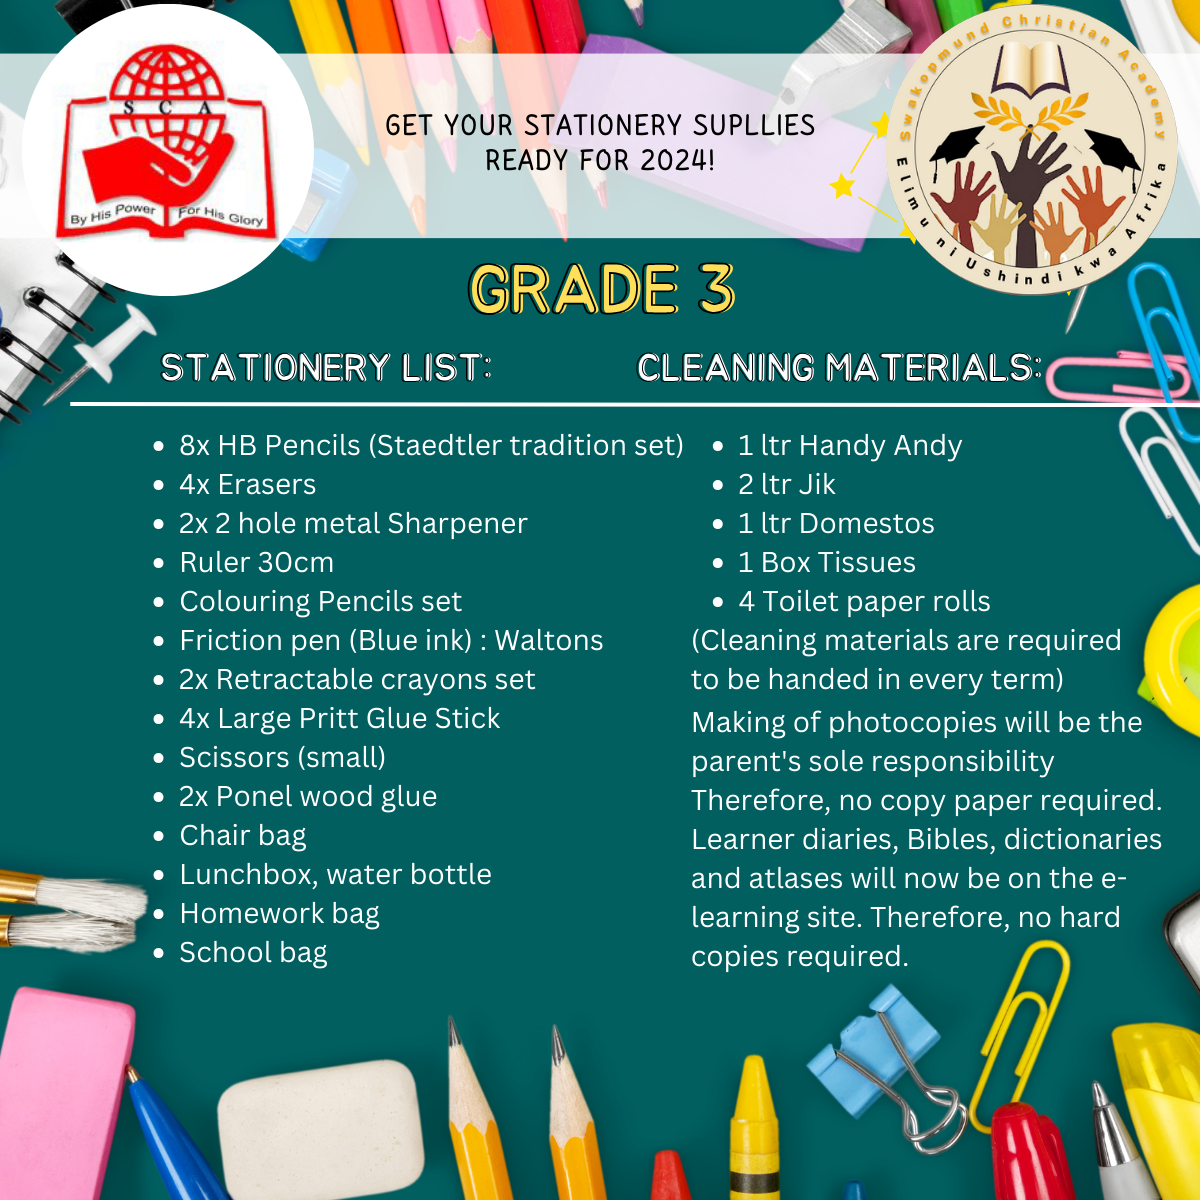 S C A
By His Power For His Glory
GET YOUR STATIONERY SUPLLIES
READY FOR 2024!
Swakopmund Christian Academy
Elimu ni Ushindi kwa Afrika
GRADE 3
STATIONERY LIST:
• 8x HB Pencils (Staedtler tradition set)
• 4x Erasers
• 2x 2 hole metal Sharpener
• Ruler 30cm
• Colouring Pencils set
• Friction pen (Blue ink) : Waltons
• 2x Retractable crayons set
• 4x Large Pritt Glue Stick
• Scissors (small)
• 2x Ponel wood glue
• Chair bag
• Lunchbox, water bottle
• Homework bag
• School bag
CLEANING MATERIALS:
• 1 ltr Handy Andy
• 2 ltr Jik
• 1 ltr Domestos
• 1 Box Tissues
• 4 Toilet paper rolls
(Cleaning materials are required
to be handed in every term)
Making of photocopies will be the
parent's sole responsibility
Therefore, no copy paper required.
Learner diaries, Bibles, dictionaries
and atlases will now be on the e-
learning site. Therefore, no hard
copies required.